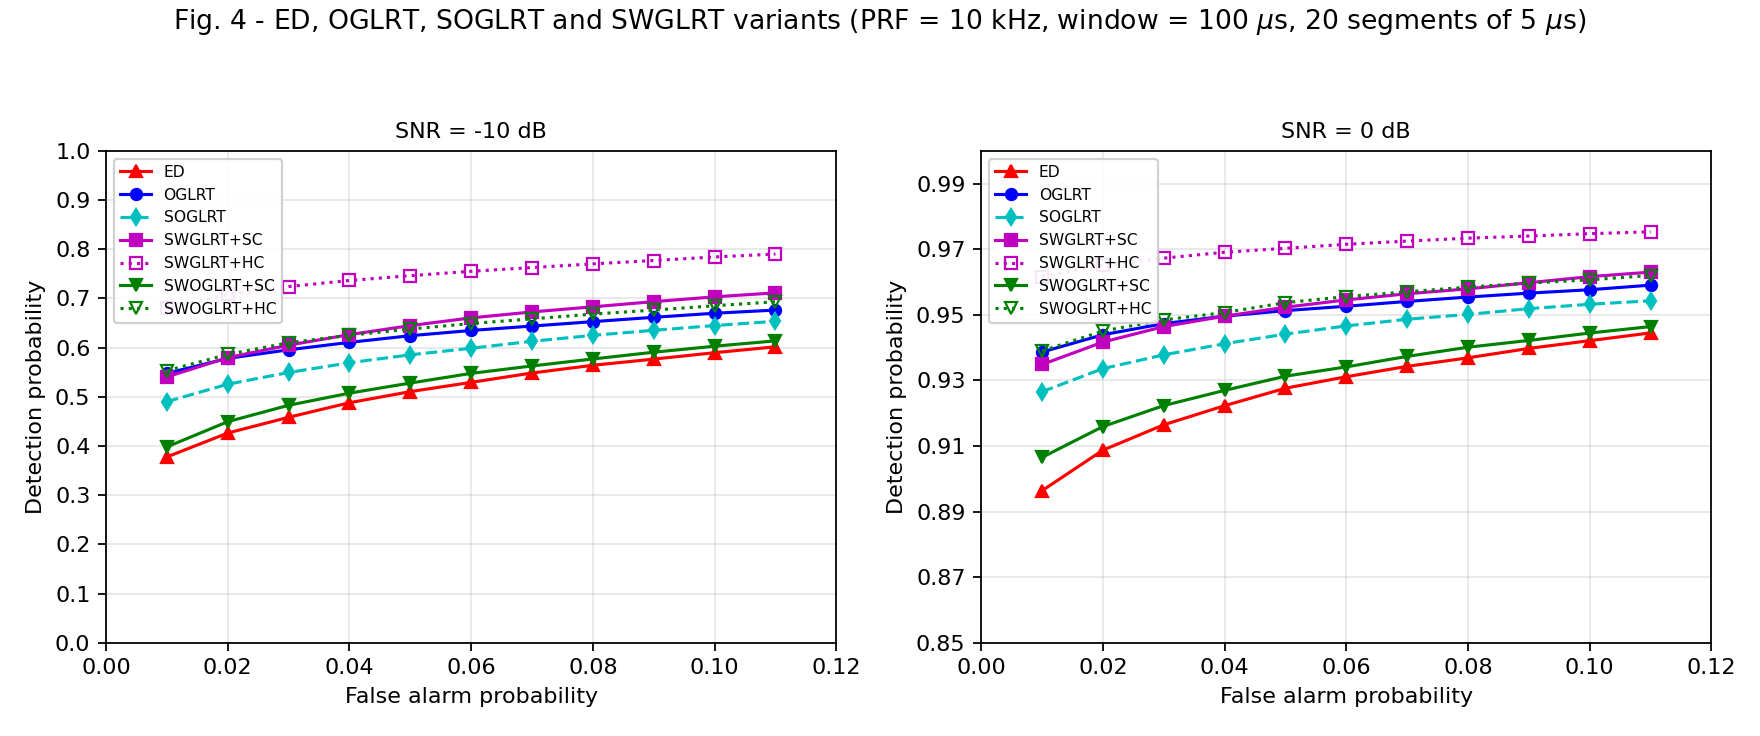 Fig. 4 - ED, OGLRT, SOGLRT and SWGLRT variants (PRF = 10 kHz, window = 100 μs, 20 segments of 5 μs)
SNR = -10 dB
1.0
0.9
0.8
0.7
0.6
0.5
0.4
0.3
0.2
0.1
0.0
Detection probability
ED
OGLRT
SOGLRT
SWGLRT+SC
SWGLRT+HC
SWOGLRT+SC
SWOGLRT+HC
0.00 0.02 0.04 0.06 0.08 0.10 0.12
False alarm probability
SNR = 0 dB
0.99
0.97
0.95
0.93
0.91
0.89
0.87
0.85
Detection probability
ED
OGLRT
SOGLRT
SWGLRT+SC
SWGLRT+HC
SWOGLRT+SC
SWOGLRT+HC
0.00 0.02 0.04 0.06 0.08 0.10 0.12
False alarm probability